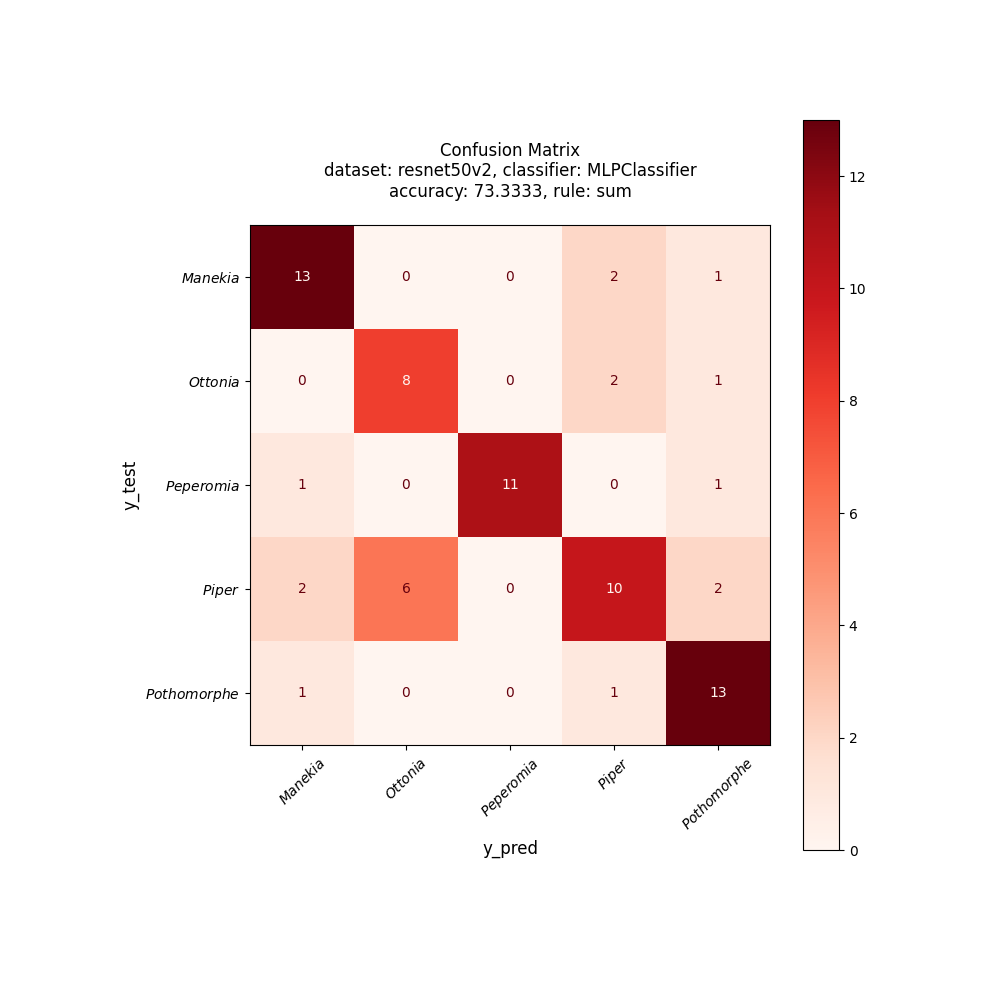 Confusion Matrix
dataset: resnet50v2, classifier: MLPClassifier
accuracy: 73.3333, rule: sum
Manekia 13 0 0 2 1
Ottonia 0 8 0 2 1
Peperomia 1 0 11 0 1
Piper 2 6 0 10 2
Pothomorphe 1 0 0 1 13
y_test
Manekia Ottonia Peperomia Piper Pothomorphe
y_pred
12
10
8
6
4
2
0